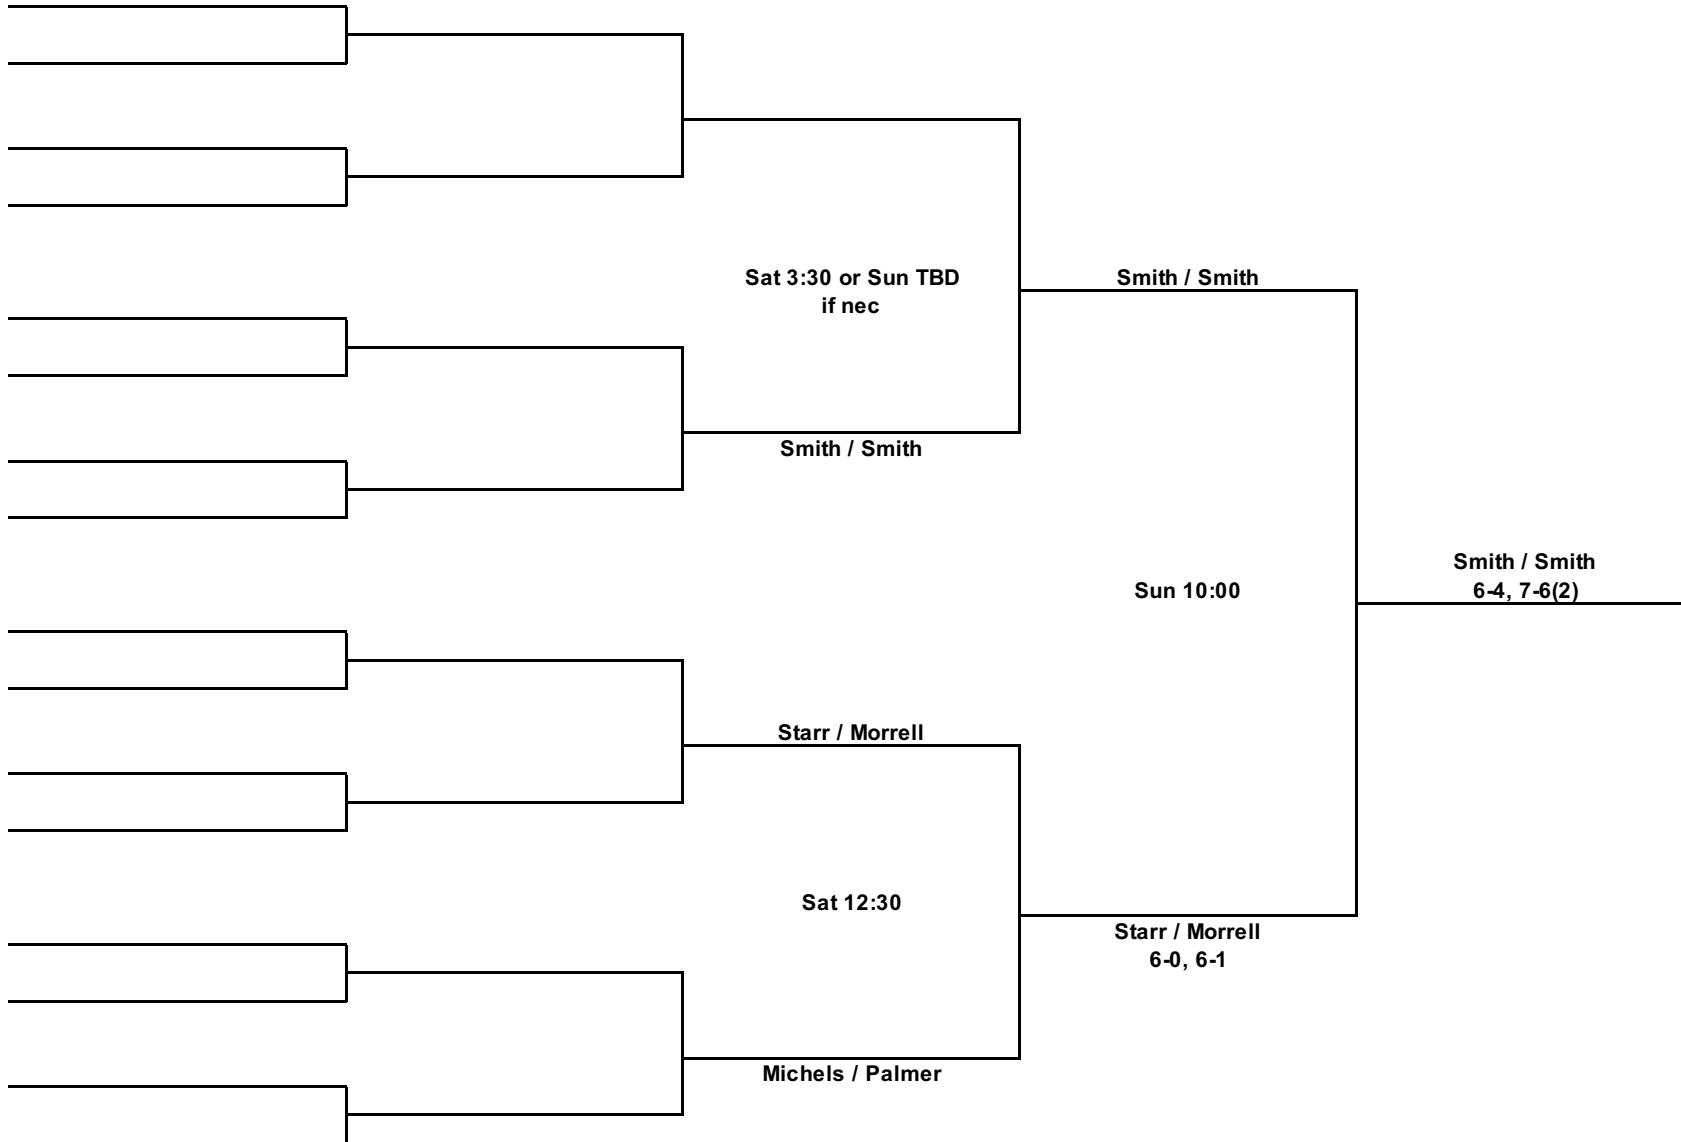 Sat 3:30 or Sun TBD
if nec
Smith / Smith
Smith / Smith
Smith / Smith
6-4, 7-6(2)
Sun 10:00
Starr / Morrell
Sat 12:30
Starr / Morrell
6-0, 6-1
Michels / Palmer